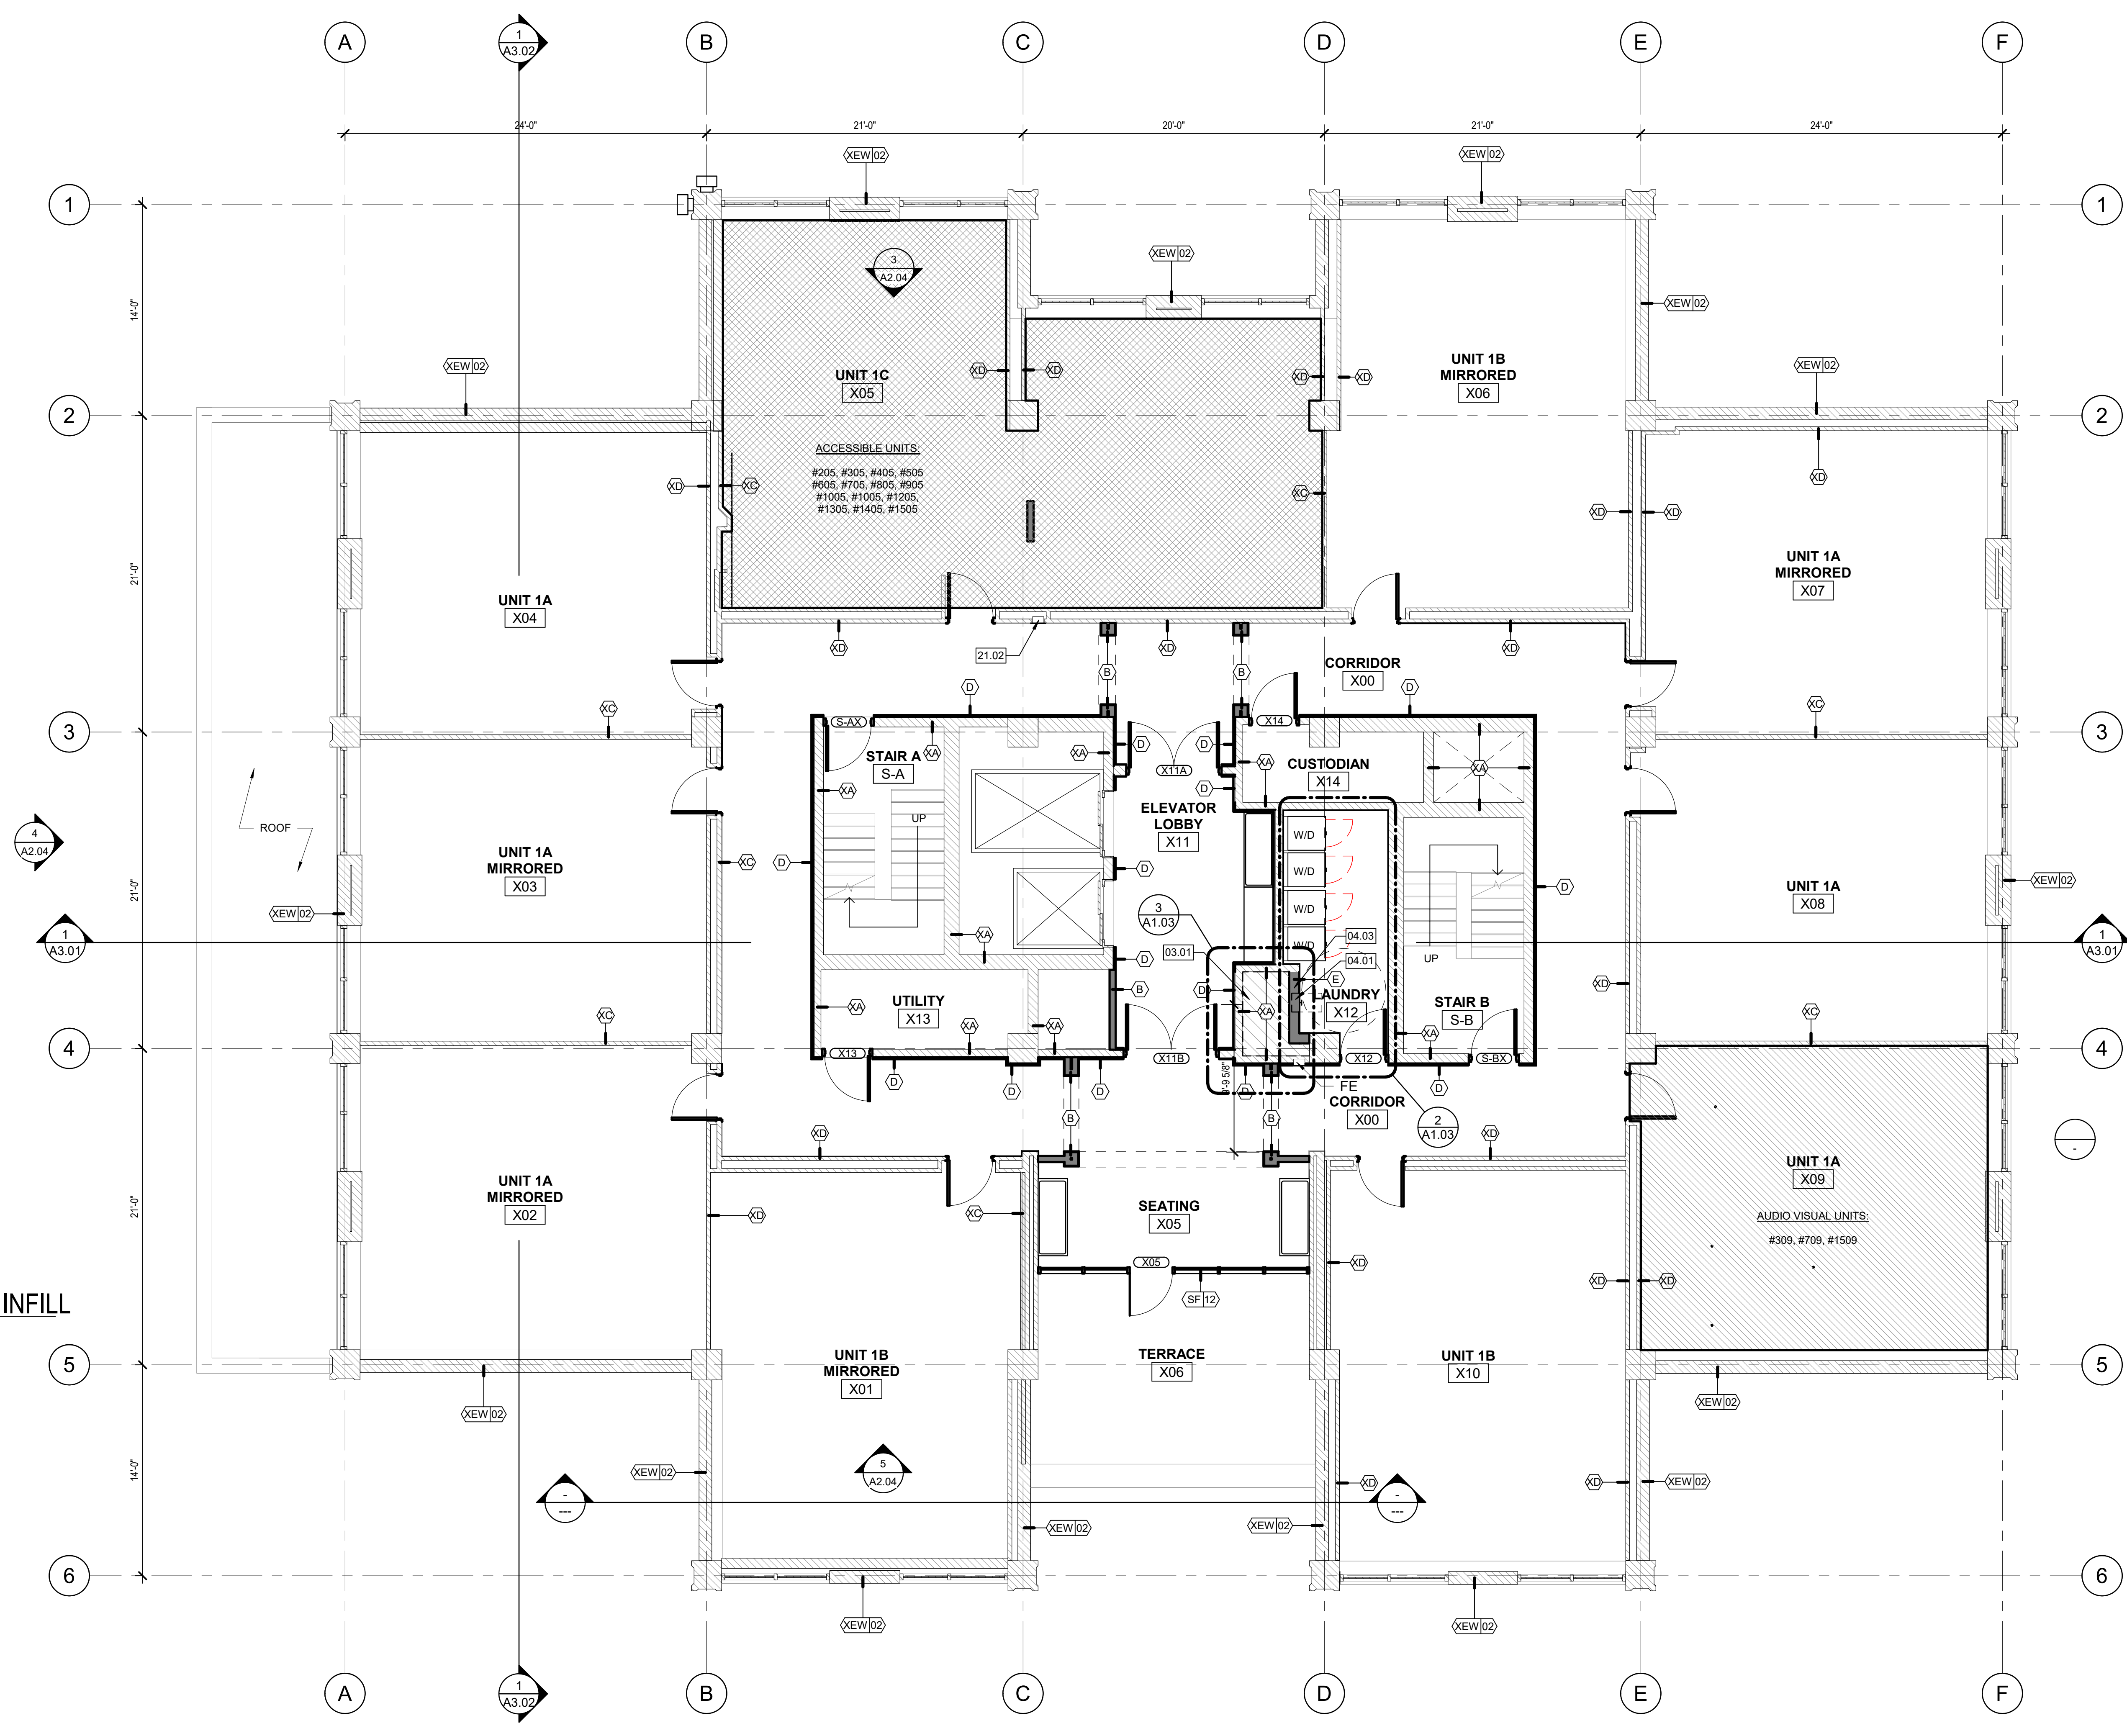 A
1
A3.02
B
C
D
E
F
24'-0"
21'-0"
20'-0"
21'-0"
24'-0"
XEW 02
XEW 02
1
1
XEW 02
3
A2.04
XEW 02
14'-0"
XEW 02
XD
XD
XD
XD
UNIT 1B
MIRRORED
X06
XEW 02
UNIT 1C
X05
2
2
ACCESSIBLE UNITS:
#205, #305, #405, #505
#605, #705, #805, #905
#1005, #1005, #1205,
#1305, #1405, #1505
XD
XC
XC
XD
XD
XD
21'-0"
UNIT 1A
X04
UNIT 1A
MIRRORED
X07
XD
21.02
XD
XD
B
B
CORRIDOR
X00
D
D
XC
XC
3
3
S-AX
X14
STAIR A
S-A
XA
XA
D
X11A
D
XA
CUSTODIAN
X14
XA
XA
D
ROOF
UP
ELEVATOR
LOBBY
X11
W/D
W/D
W/D
W/D
4
A2.04
UNIT 1A
MIRRORED
X03
XC
D
D
D
21'-0"
UNIT 1A
X08
XEW 02
XEW 02
3
A1.03
1
A3.01
1
A3.01
XA
03.01
04.03
04.01
UP
D
E
XD
B
D
UTILITY
X13
XA
XA
XA
XA
LAUNDRY
X12
STAIR B
S-B
XA
XC
XC
4
4
X13
X11B
X12
S-BX
D
D
D
D
D
FE
9'-9 5/8"
CORRIDOR
X00
B
B
2
A1.03
XD
XD
-
UNIT 1A
MIRRORED
X02
21'-0"
UNIT 1A
X09
AUDIO VISUAL UNITS:
#309, #709, #1509
XD
XC
SEATING
X05
X05
XD
XD
XD
SF 12
INFILL
5
5
UNIT 1B
MIRRORED
X01
TERRACE
X06
UNIT 1B
X10
XEW 02
XEW 02
14'-0"
XEW 02
5
A2.04
XD
XD
XEW 02
-
---
-
---
XEW 02
XEW 02
6
6
XEW 02
XEW 02
A
1
A3.02
B
C
D
E
F